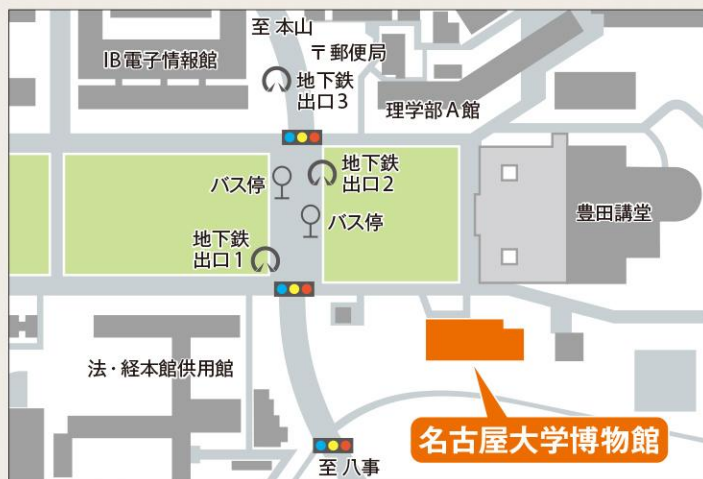 至 本山
〒郵便局
IB電子情報館
地下鉄
出口3
理学部A館
バス停
地下鉄
出口2
バス停
豊田講堂
地下鉄
出口1
法・経本館供用館
名古屋大学博物館
至 八事